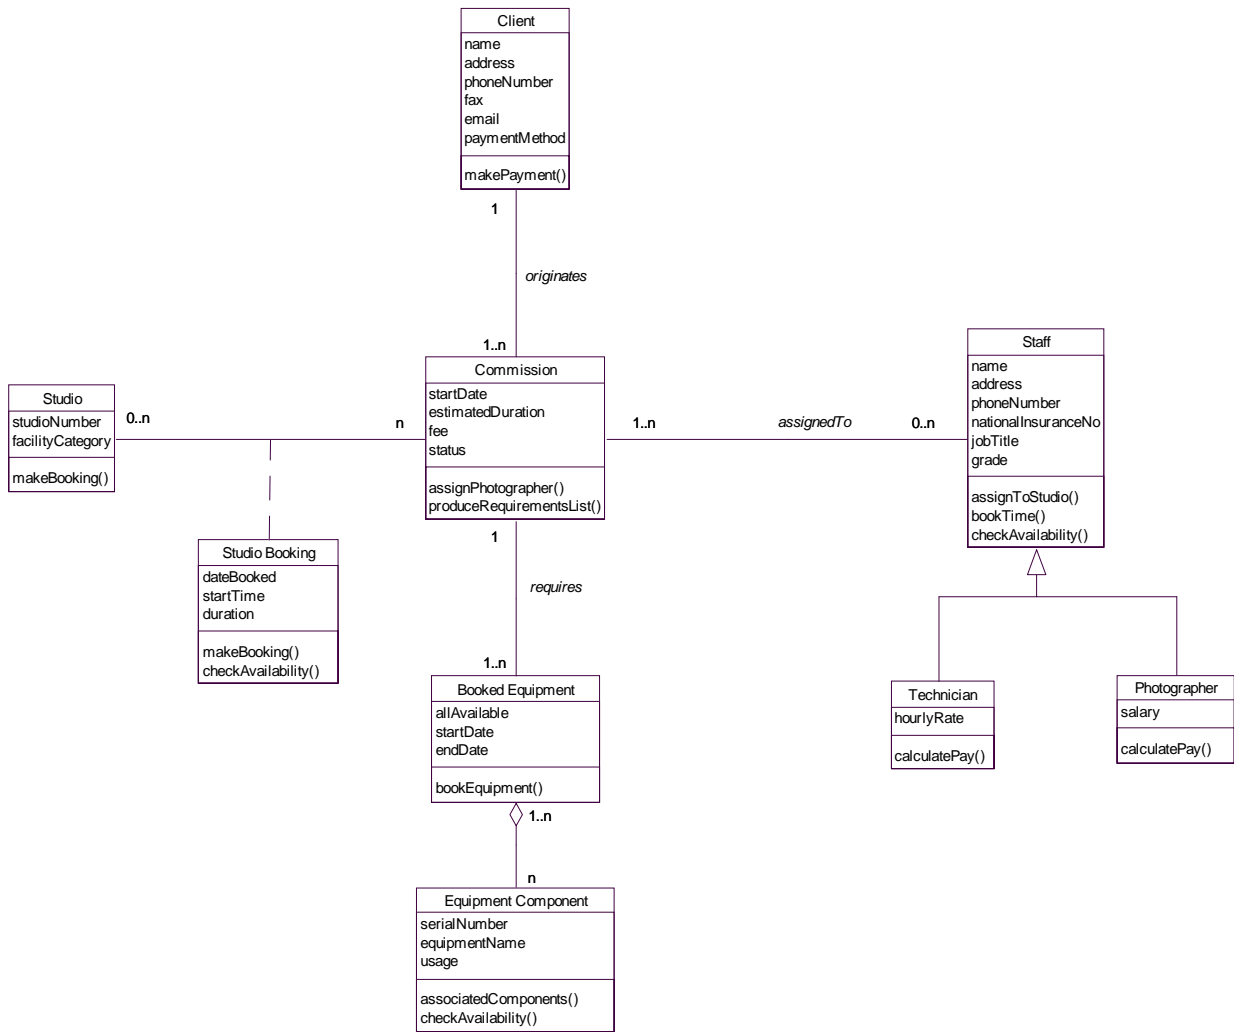 Client
name
address
phoneNumber
fax
email
paymentMethod
makePayment()
1
originates
1..n
Commission
startDate
estimatedDuration
fee
status
assignPhotographer()
produceRequirementsList()
Studio
studioNumber
facilityCategory
makeBooking()
0..n
n
Studio Booking
dateBooked
startTime
duration
makeBooking()
checkAvailability()
1..n
assignedTo
0..n
Staff
name
address
phoneNumber
nationalInsuranceNo
jobTitle
grade
assignToStudio()
bookTime()
checkAvailability()
Technician
hourlyRate
calculatePay()
Photographer
salary
calculatePay()
1
requires
1..n
Booked Equipment
allAvailable
startDate
endDate
bookEquipment()
1..n
n
Equipment Component
serialNumber
equipmentName
usage
associatedComponents()
checkAvailability()